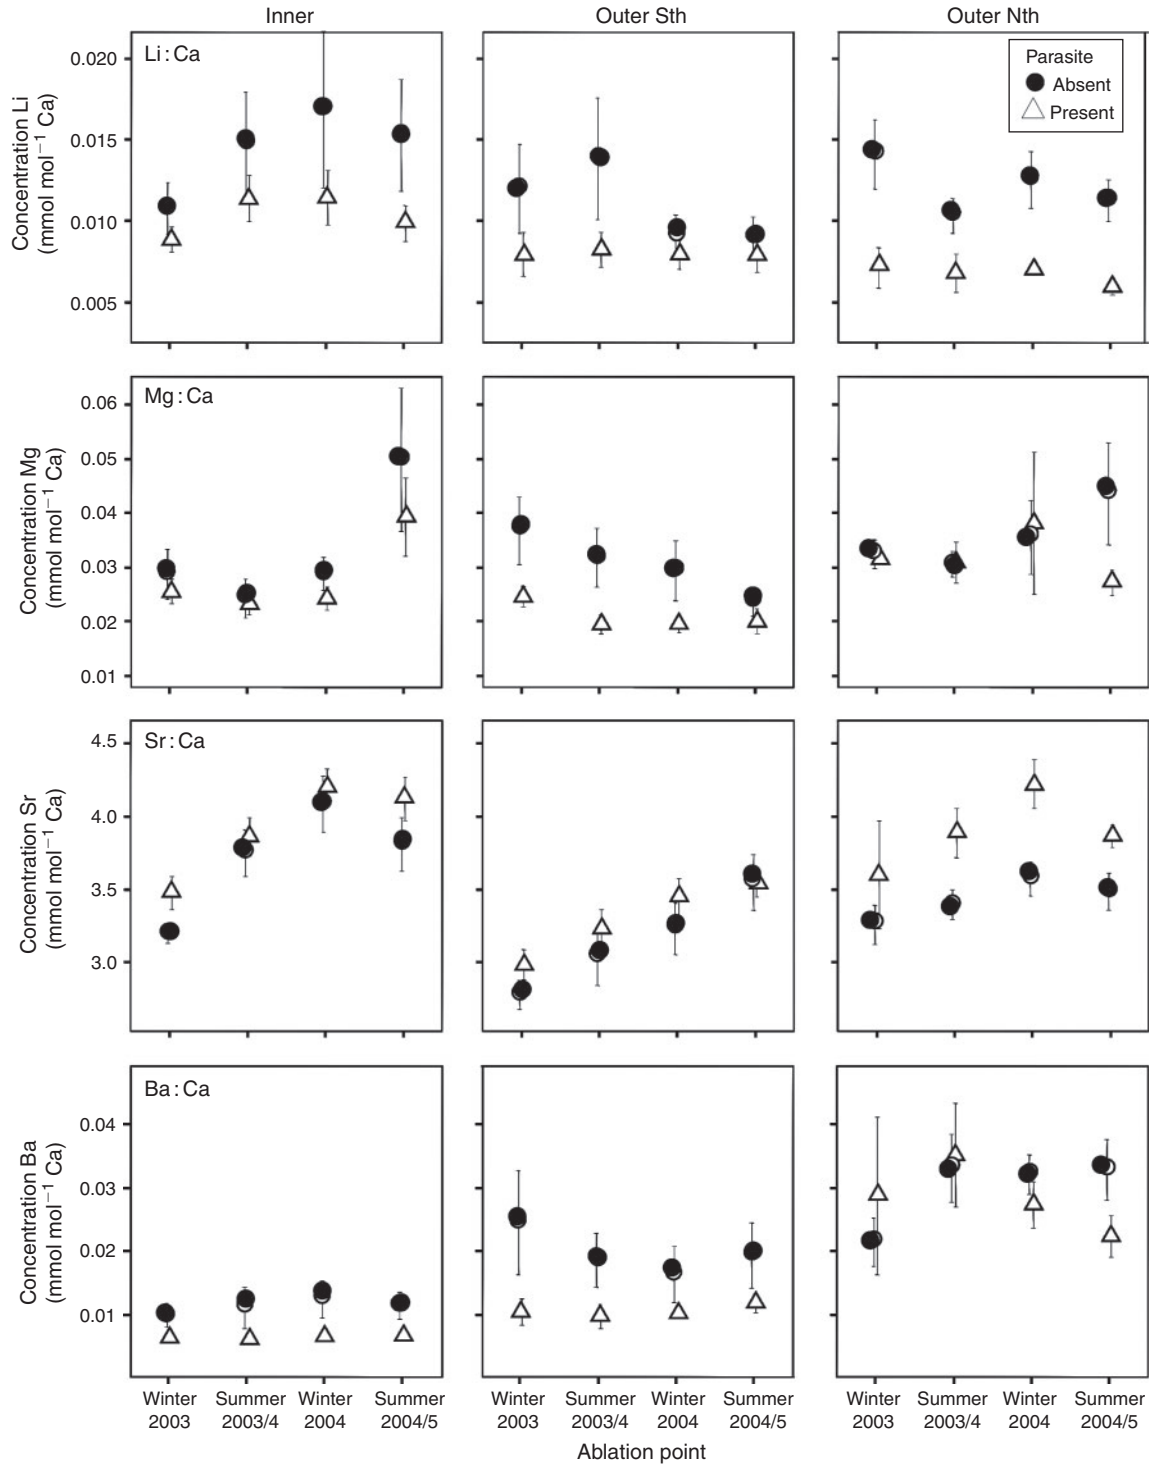 Inner Outer Sth Outer Nth
Li : Ca
Parasite
Absent
Present
Concentration Li
(mmol mol⁻¹ Ca)
0.020
0.015
0.010
0.005
Mg : Ca
Concentration Mg
(mmol mol⁻¹ Ca)
0.06
0.05
0.04
0.03
0.02
0.01
Sr : Ca
Concentration Sr
(mmol mol⁻¹ Ca)
4.5
4.0
3.5
3.0
Ba : Ca
Concentration Ba
(mmol mol⁻¹ Ca)
0.04
0.03
0.02
0.01
Winter Summer Winter Summer Winter Summer Winter Summer Winter Summer Winter Summer
2003 2003/4 2004 2004/5 2003 2003/4 2004 2004/5 2003 2003/4 2004 2004/5
Ablation point